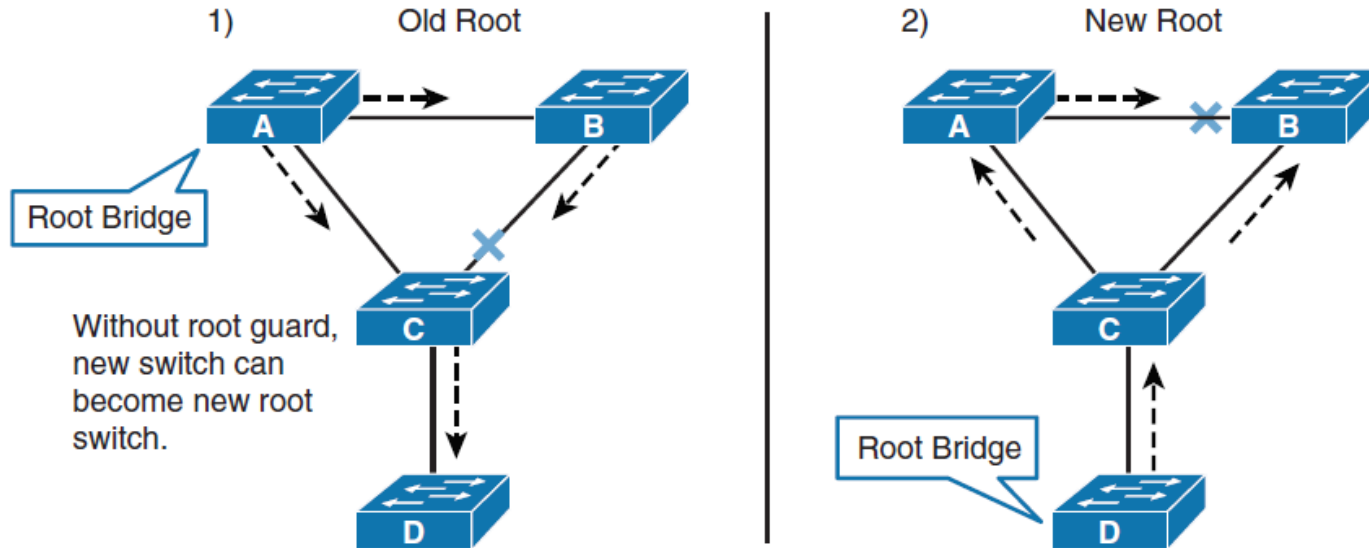 1) Old Root
A
B
Root Bridge
C
Without root guard,
new switch can
become new root
switch.
D
2) New Root
A
B
C
Root Bridge
D